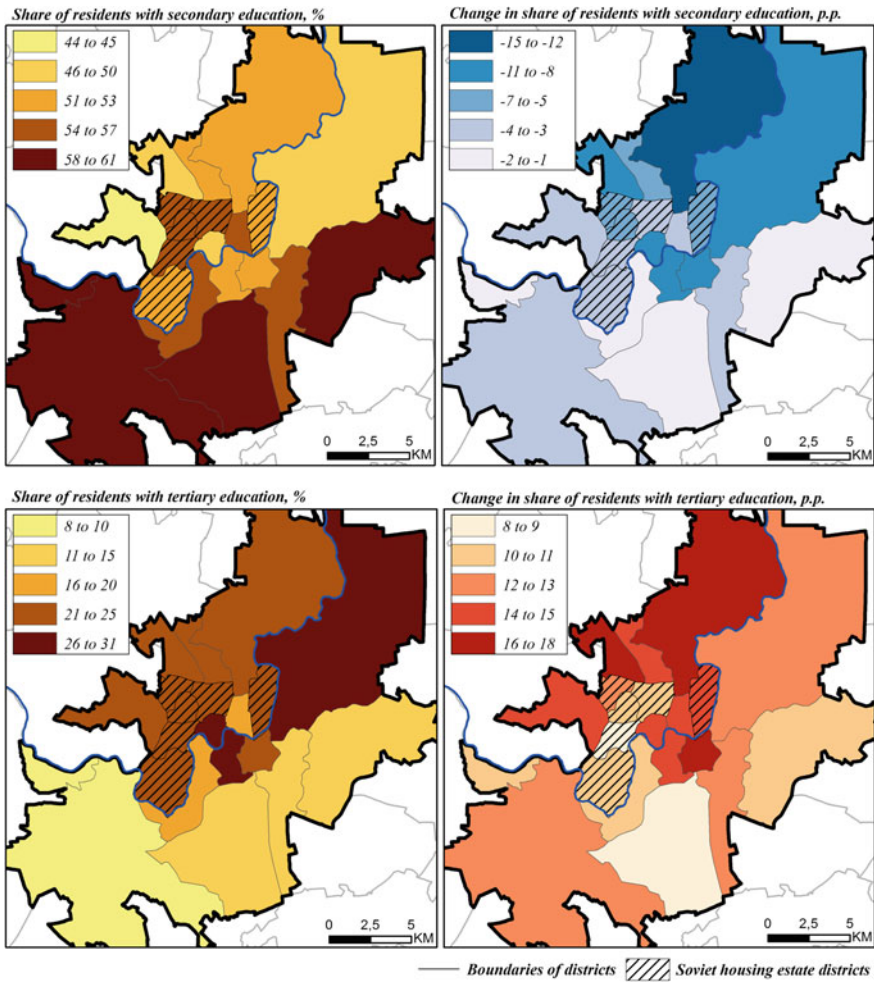 Share of residents with secondary education, %
44 to 45
46 to 50
51 to 53
54 to 57
58 to 61
0 2,5 5
KM
Change in share of residents with secondary education, p.p.
-15 to -12
-11 to -8
-7 to -5
-4 to -3
-2 to -1
0 2,5 5
KM
Share of residents with tertiary education, %
8 to 10
11 to 15
16 to 20
21 to 25
26 to 31
0 2,5 5
KM
Change in share of residents with tertiary education, p.p.
8 to 9
10 to 11
12 to 13
14 to 15
16 to 18
0 2,5 5
KM
Boundaries of districts Soviet housing estate districts